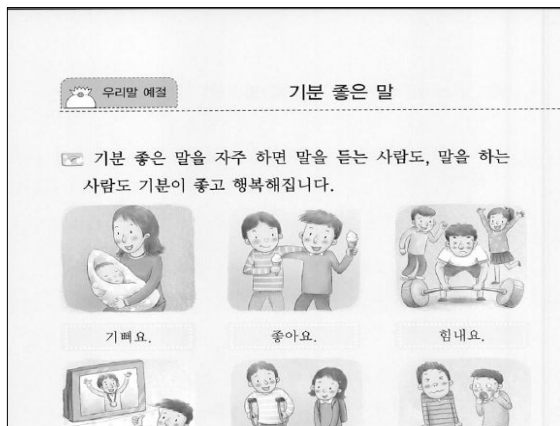 우리말 예절
기분 좋은 말
기분 좋은 말을 자주 하면 말을 듣는 사람도, 말을 하는
사람도 기분이 좋고 행복해집니다.
기뻐요.
좋아요.
힘내요.